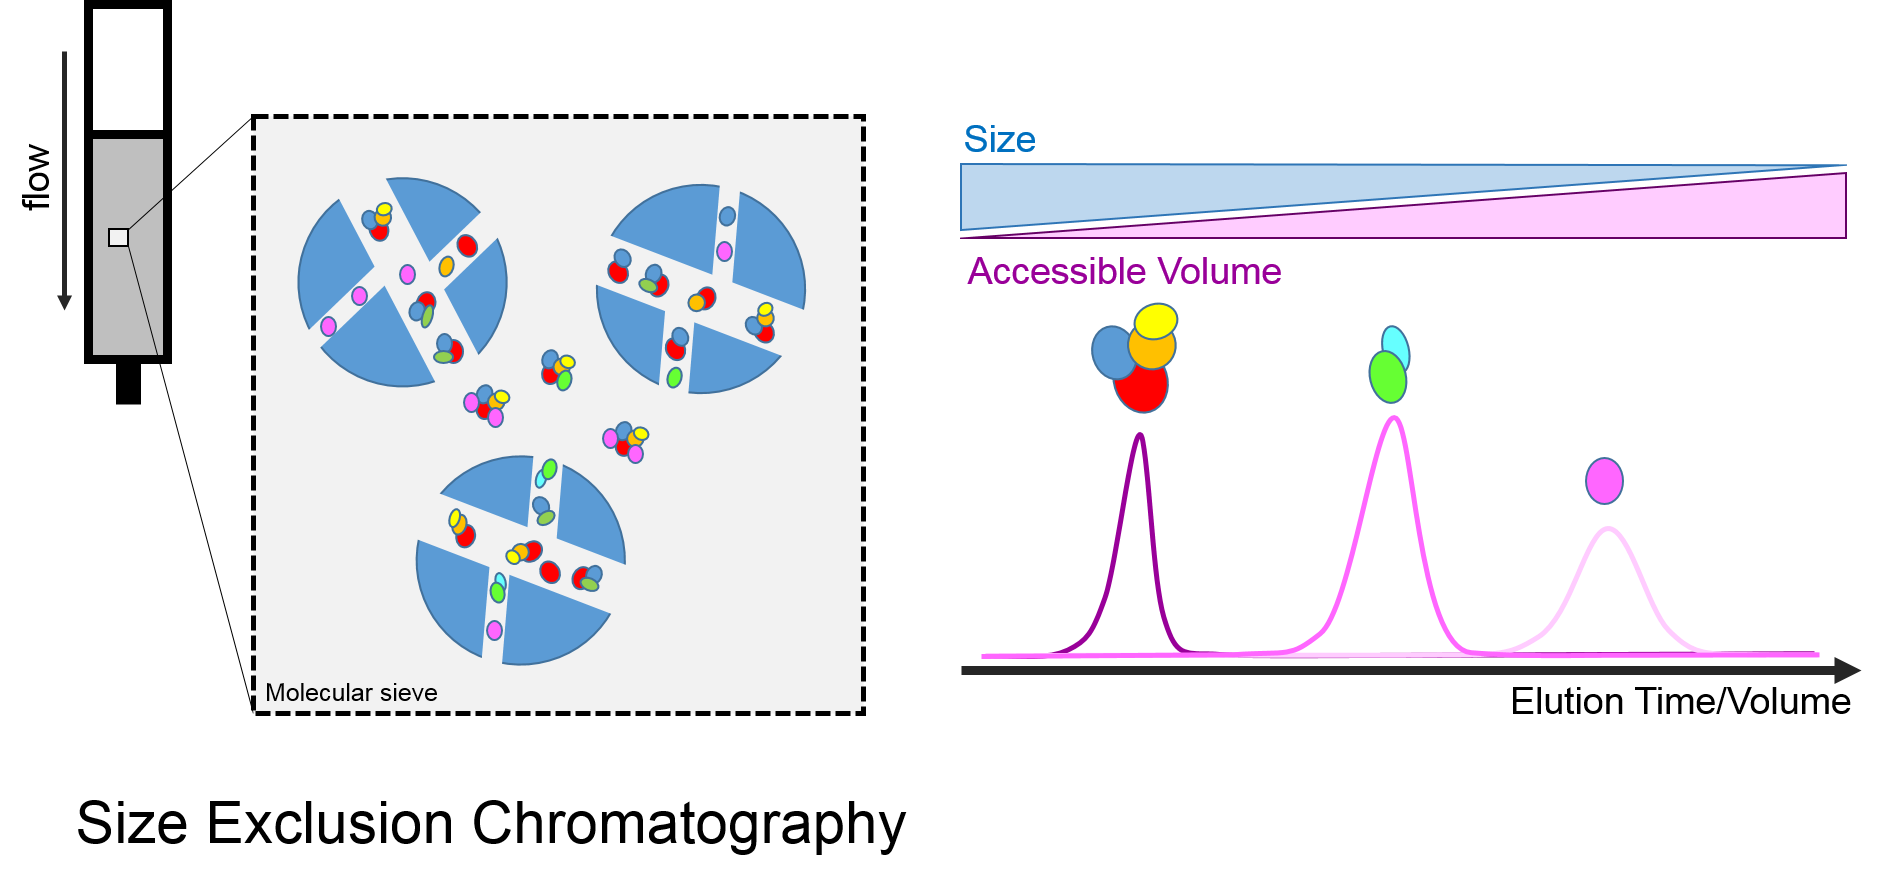 flow
Molecular sieve
Size
Accessible Volume
Elution Time/Volume
Size Exclusion Chromatography